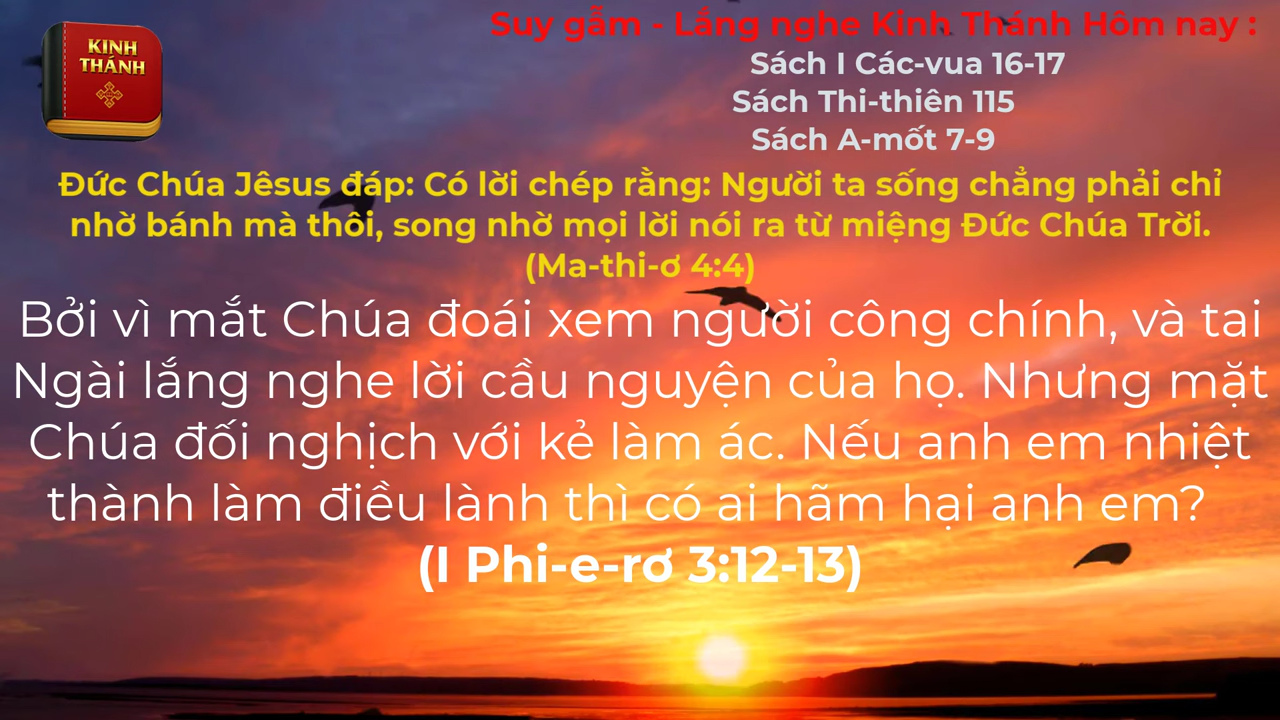 KINH
THÁNH
Suy gẫm - Lắng nghe Kinh Thánh Hôm nay :
Sách I Các-vua 16-17
Sách Thi-thiên 115
Sách A-mốt 7-9
Đức Chúa Jêsus đáp: Có lời chép rằng: Người ta sống chẳng phải chỉ
nhờ bánh mà thôi, song nhờ mọi lời nói ra từ miệng Đức Chúa Trời.
(Ma-thi-ơ 4:4)
Bởi vì mắt Chúa đoái xem người công chính, và tai
Ngài lắng nghe lời cầu nguyện của họ. Nhưng mặt
Chúa đối nghịch với kẻ làm ác. Nếu anh em nhiệt
thành làm điều lành thì có ai hãm hại anh em?
(I Phi-e-rơ 3:12-13)